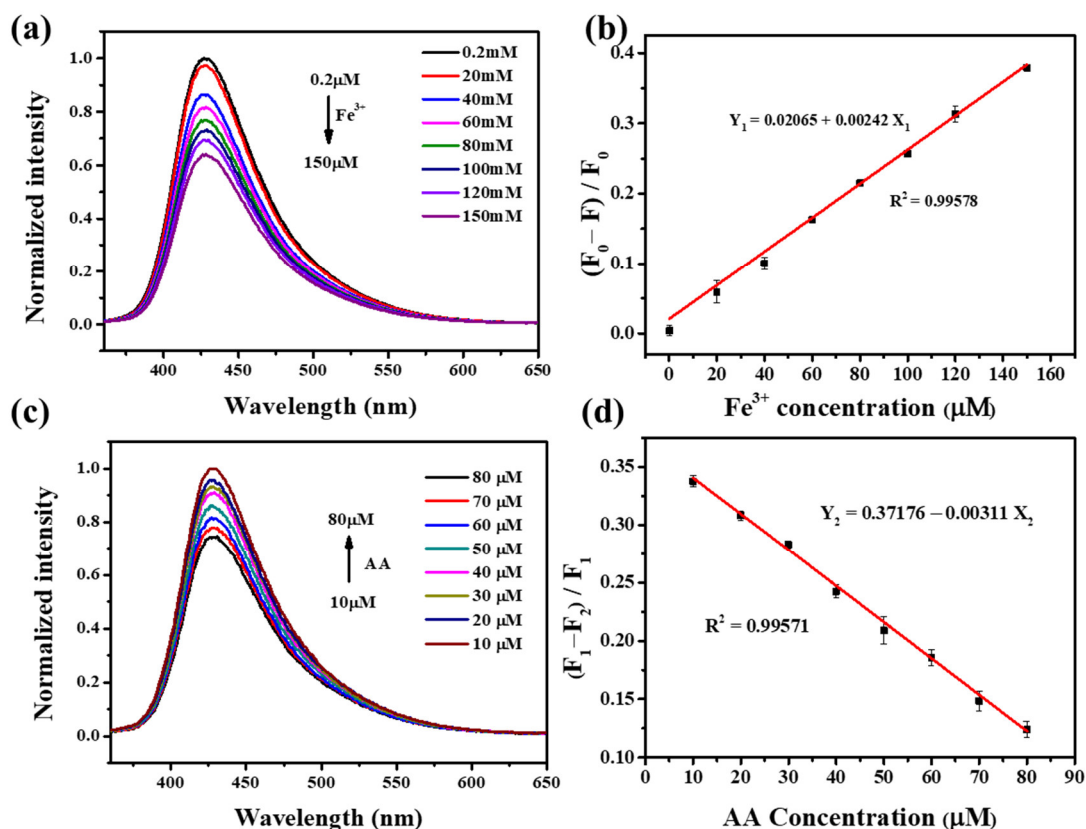 (a)
Normalized intensity
1.0
0.8
0.6
0.4
0.2
0.0
0.2μM
Fe³⁺
150μM
0.2mM
20mM
40mM
60mM
80mM
100mM
120mM
150mM
400 450 500 550 600 650
Wavelength (nm)
(b)
(F₀ – F) / F₀
0.4
0.3
0.2
0.1
0.0
Y₁ = 0.02065 + 0.00242 X₁
R² = 0.99578
0 20 40 60 80 100 120 140 160
Fe³⁺ concentration (μM)
(c)
Normalized intensity
1.0
0.8
0.6
0.4
0.2
0.0
80μM
AA
10μM
80 μM
70 μM
60 μM
50 μM
40 μM
30 μM
20 μM
10 μM
400 450 500 550 600 650
Wavelength (nm)
(d)
(F₁–F₂) / F₁
0.35
0.30
0.25
0.20
0.15
0.10
Y₂ = 0.37176 – 0.00311 X₂
R² = 0.99571
0 10 20 30 40 50 60 70 80 90
AA Concentration (μM)